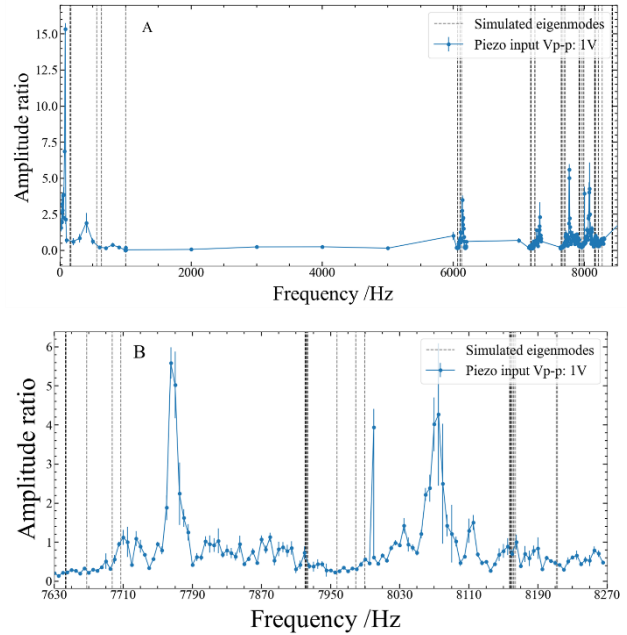 A
Simulated eigenmodes
Piezo input Vp-p: 1V
Amplitude ratio
15.0
12.5
10.0
7.5
5.0
2.5
0.0
0 2000 4000 6000 8000
Frequency /Hz
B
Simulated eigenmodes
Piezo input Vp-p: 1V
Amplitude ratio
6
5
4
3
2
1
0
7630 7710 7790 7870 7950 8030 8110 8190 8270
Frequency /Hz